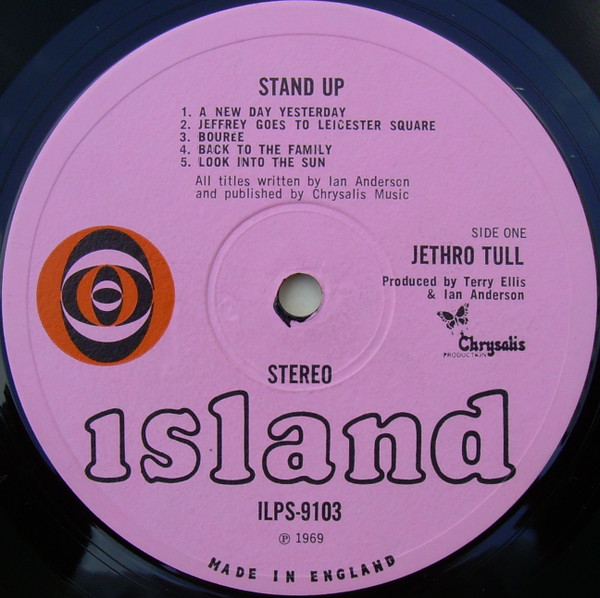 STAND UP
1. A NEW DAY YESTERDAY
2. JEFFREY GOES TO LEICESTER SQUARE
3. BOUREE
4. BACK TO THE FAMILY
5. LOOK INTO THE SUN
All titles written by Ian Anderson
and published by Chrysalis Music
SIDE ONE
JETHRO TULL
Produced by Terry Ellis
& Ian Anderson
Chrysalis
PRODUCTION
STEREO
island
ILPS-9103
℗ 1969
MADE IN ENGLAND